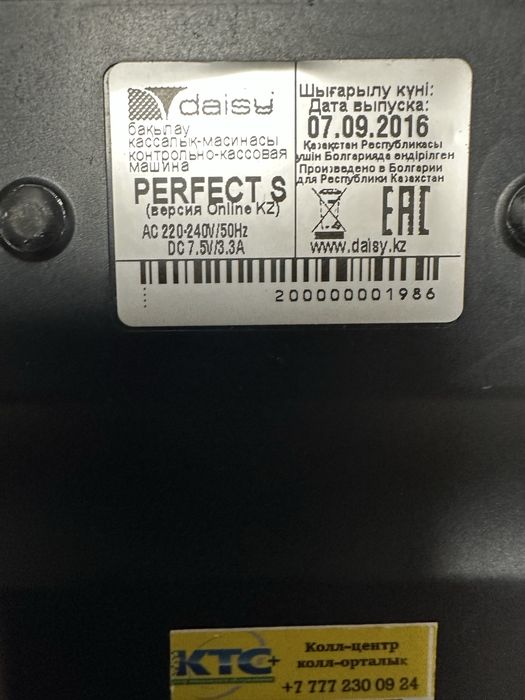 daisy
бақылау
кассалық-масинасы
контрольно-кассовая
машина
PERFECT S
(версия Online KZ)
AC 220-240V/50Hz
DC 7.5V/3.3A
Шығарылу күні:
Дата выпуска:
07.09.2016
Қазақстан Республикасы
үшін Болгарияда өндірілген
Произведено в Болгарии
для Республики Казахстан
EAC
www.daisy.kz
200000001986
КТС+
Колл-центр
колл-орталық
+7 777 230 09 24